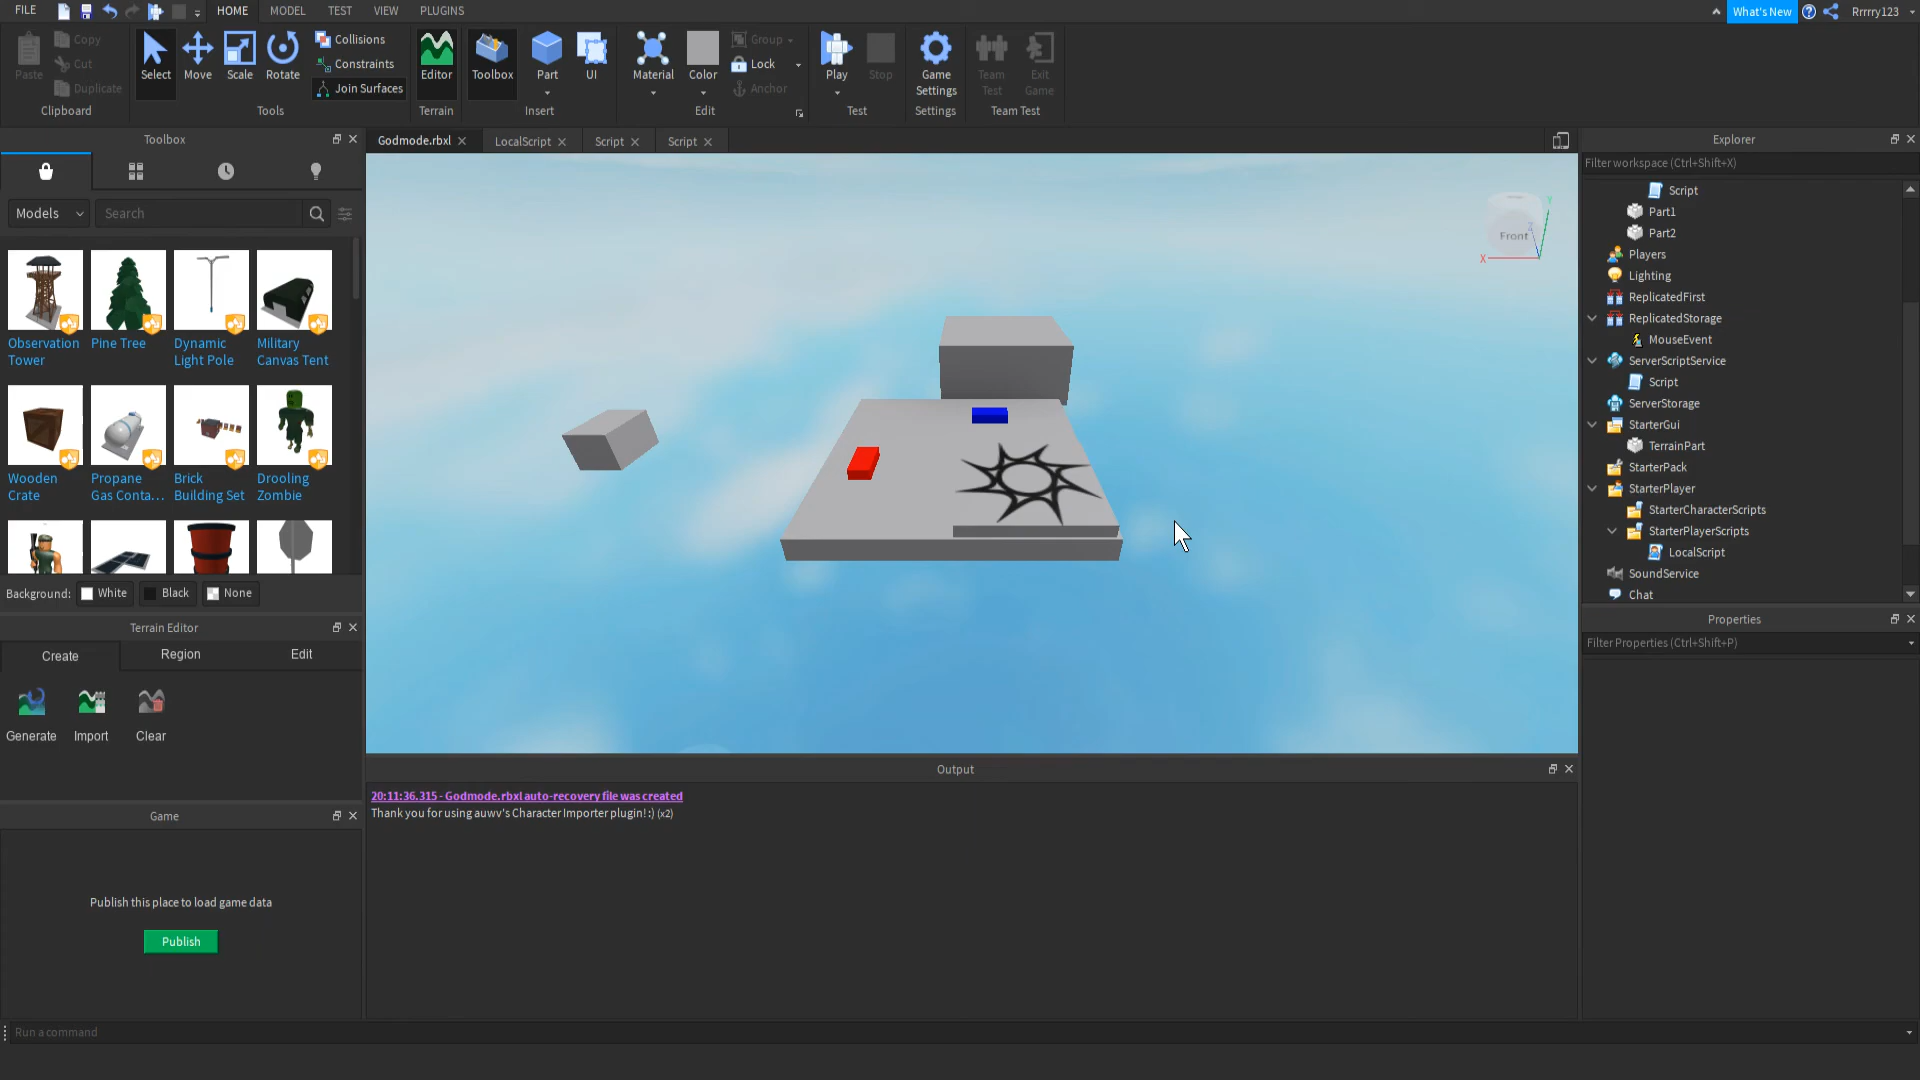 FILE
HOME
MODEL
TEST
VIEW
PLUGINS
What's New
Rrrrry123
Paste
Copy
Cut
Duplicate
Clipboard
Select
Move
Scale
Rotate
Collisions
Constraints
Join Surfaces
Tools
Editor
Terrain
Toolbox
Part
UI
Insert
Material
Color
Group
Lock
Anchor
Edit
Play
Stop
Test
Game
Settings
Settings
Team
Test
Exit
Game
Team Test
Toolbox
Models
Search
Observation
Tower
Pine Tree
Dynamic
Light Pole
Military
Canvas Tent
Wooden
Crate
Propane
Gas Conta...
Brick
Building Set
Drooling
Zombie
Background:
White
Black
None
Terrain Editor
Create
Region
Edit
Generate
Import
Clear
Game
Publish this place to load game data
Publish
Godmode.rbxl
LocalScript
Script
Script
Front
X
Y
Z
Output
20:11:36.315 - Godmode.rbxl auto-recovery file was created
Thank you for using auwv's Character Importer plugin! :) (x2)
Explorer
Filter workspace (Ctrl+Shift+X)
Script
Part1
Part2
Players
Lighting
ReplicatedFirst
ReplicatedStorage
MouseEvent
ServerScriptService
Script
ServerStorage
StarterGui
TerrainPart
StarterPack
StarterPlayer
StarterCharacterScripts
StarterPlayerScripts
LocalScript
SoundService
Chat
Properties
Filter Properties (Ctrl+Shift+P)
Run a command